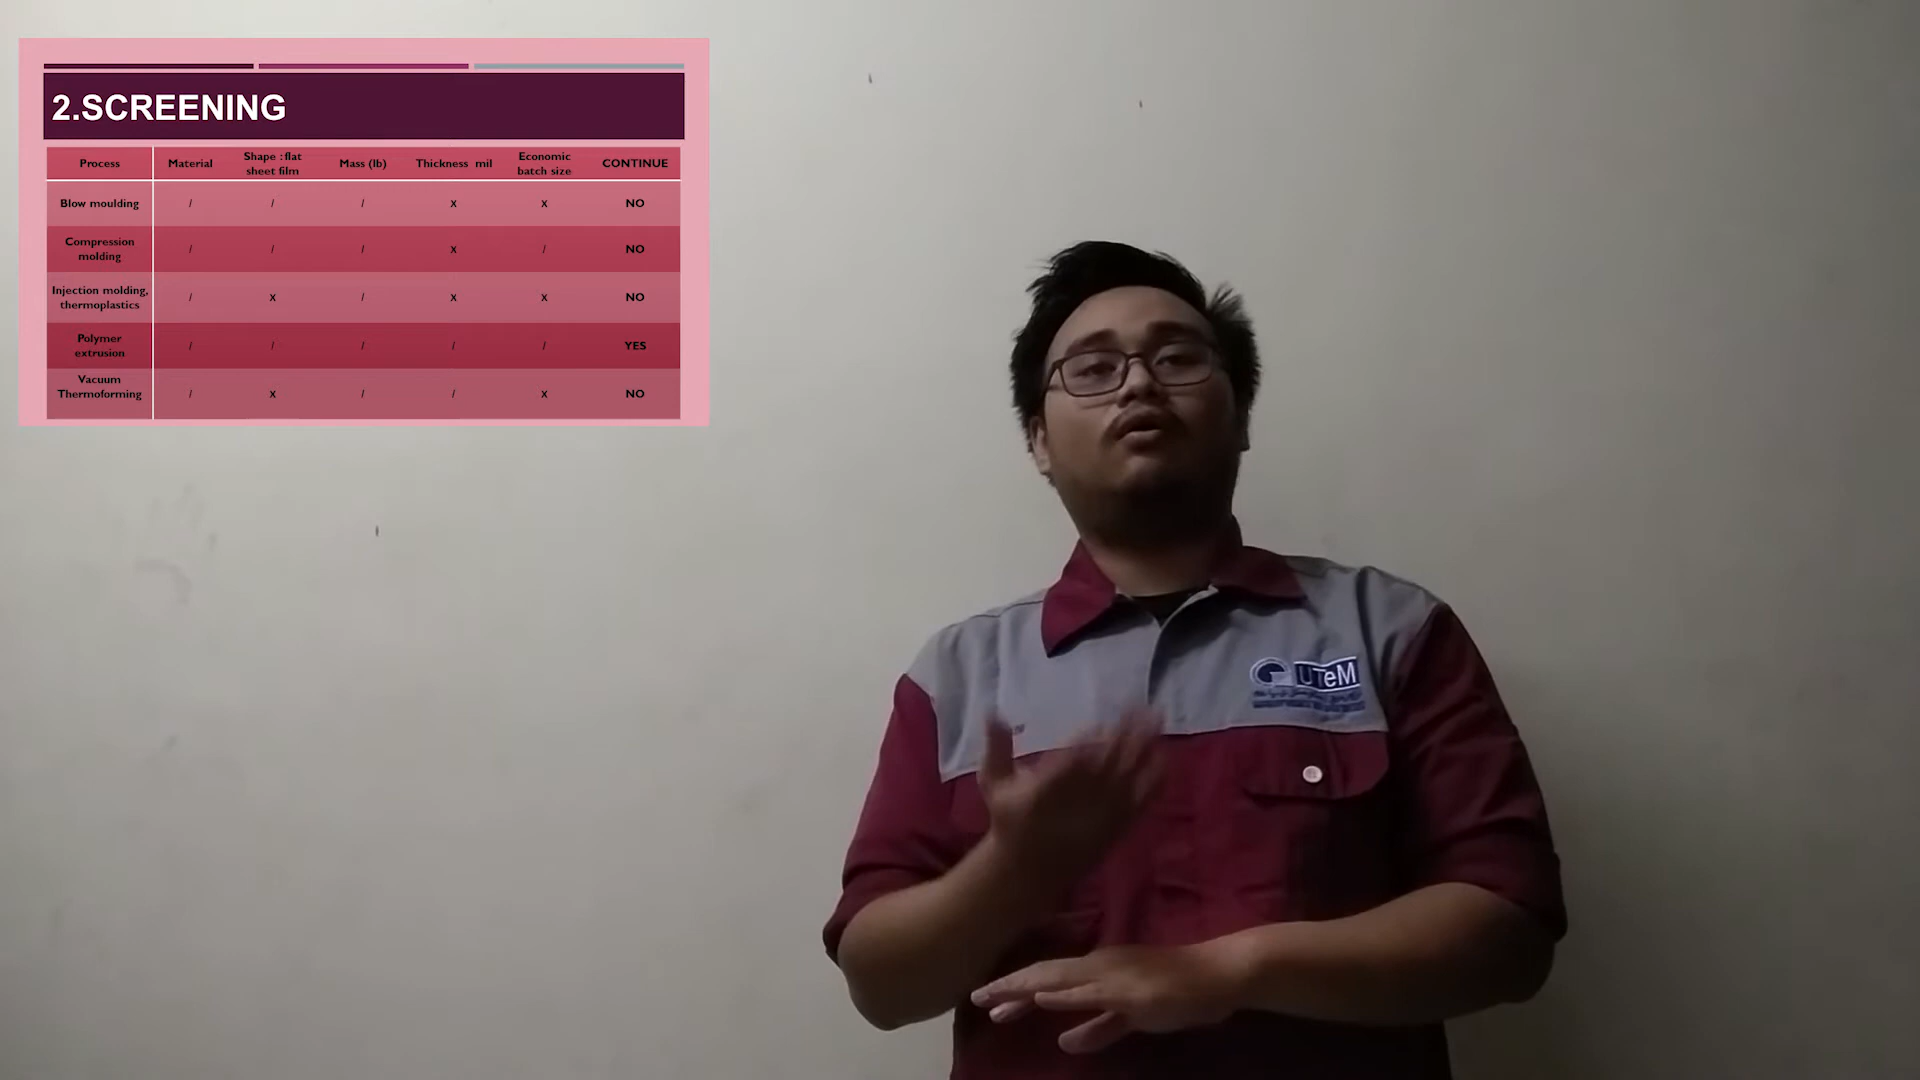 2.SCREENING
Process Material Shape : flat sheet film Mass (lb) Thickness mil Economic batch size CONTINUE
Blow moulding / / / x x NO
Compression molding / / / x / NO
Injection molding, thermoplastics / x / x x NO
Polymer extrusion / / / / / YES
Vacuum Thermoforming / x / / x NO
UTeM